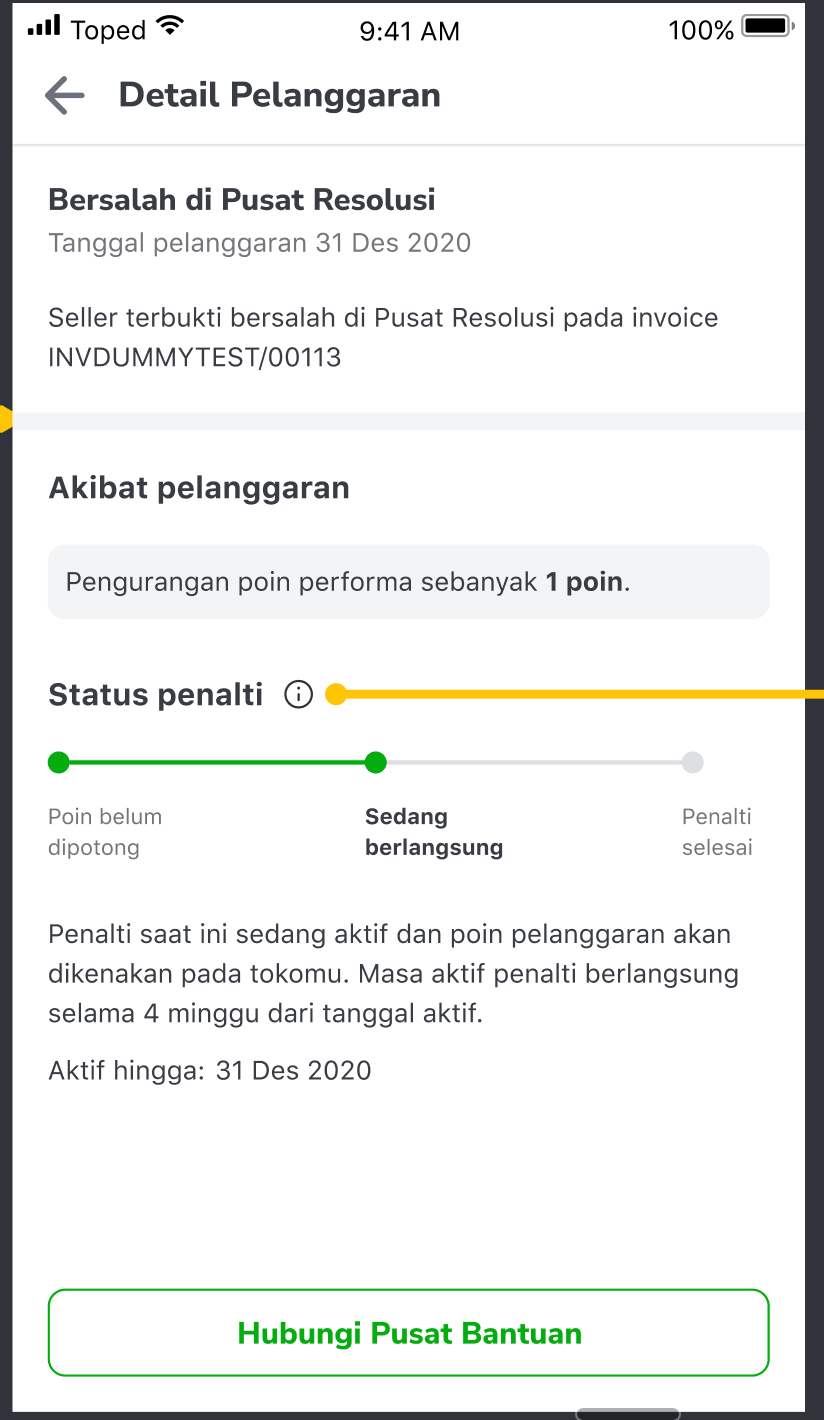 Toped 9:41 AM 100%
Detail Pelanggaran
Bersalah di Pusat Resolusi
Tanggal pelanggaran 31 Des 2020
Seller terbukti bersalah di Pusat Resolusi pada invoice
INVDUMMYTEST/00113
Akibat pelanggaran
Pengurangan poin performa sebanyak 1 poin.
Status penalti
Poin belum
dipotong
Sedang
berlangsung
Penalti
selesai
Penalti saat ini sedang aktif dan poin pelanggaran akan
dikenakan pada tokomu. Masa aktif penalti berlangsung
selama 4 minggu dari tanggal aktif.
Aktif hingga: 31 Des 2020
Hubungi Pusat Bantuan